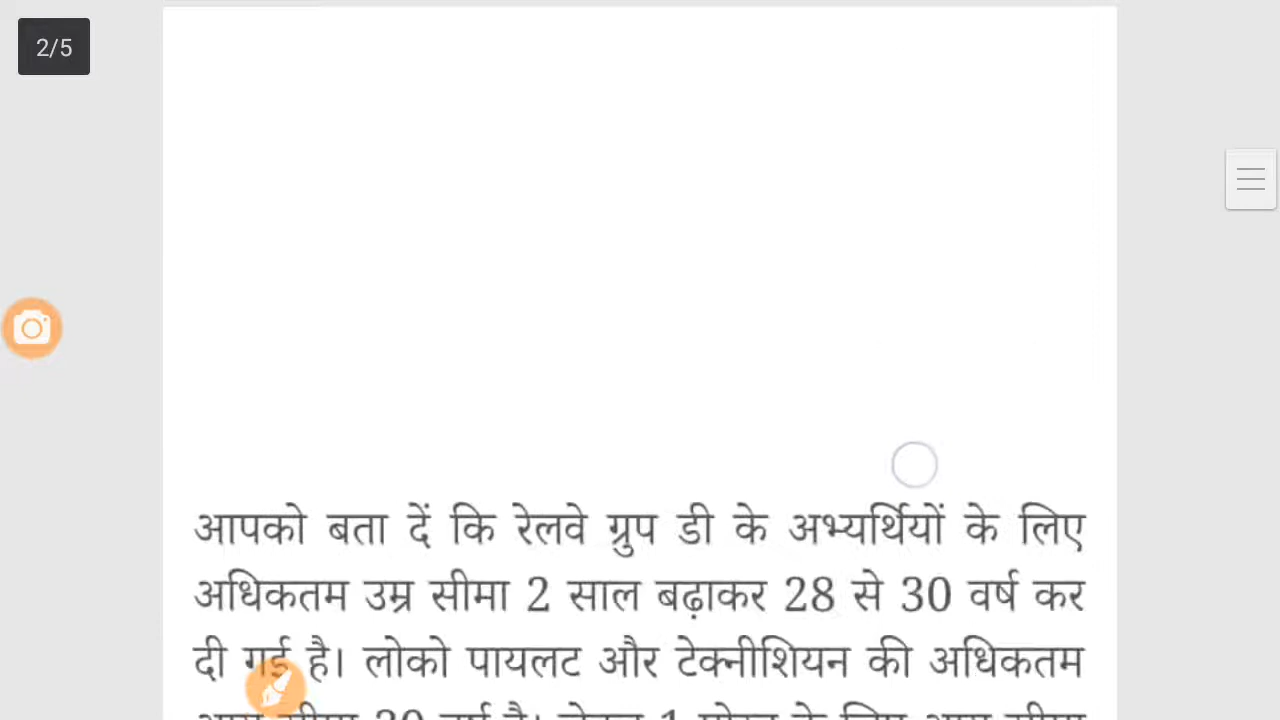 2/5
आपको बता दें कि रेलवे ग्रुप डी के अभ्यर्थियों के लिए
अधिकतम उम्र सीमा 2 साल बढ़ाकर 28 से 30 वर्ष कर
दी गई है। लोको पायलट और टेक्नीशियन की अधिकतम